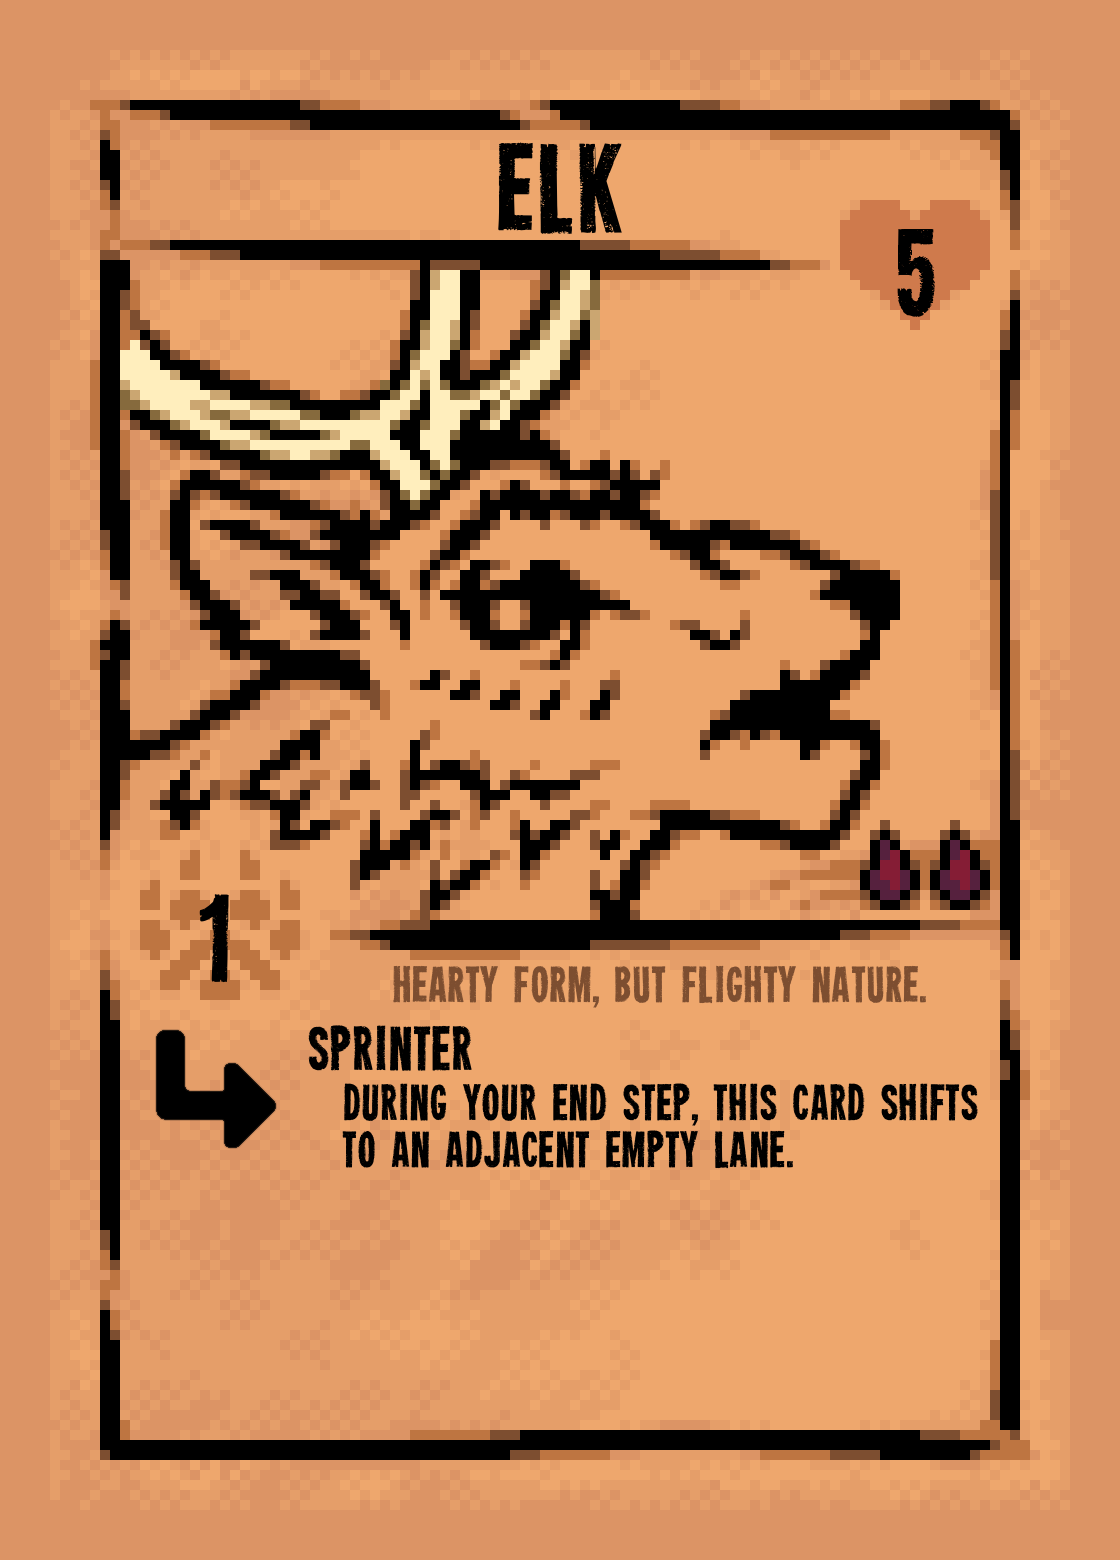 ELK
5
1
HEARTY FORM, BUT FLIGHTY NATURE.
SPRINTER
DURING YOUR END STEP, THIS CARD SHIFTS
TO AN ADJACENT EMPTY LANE.